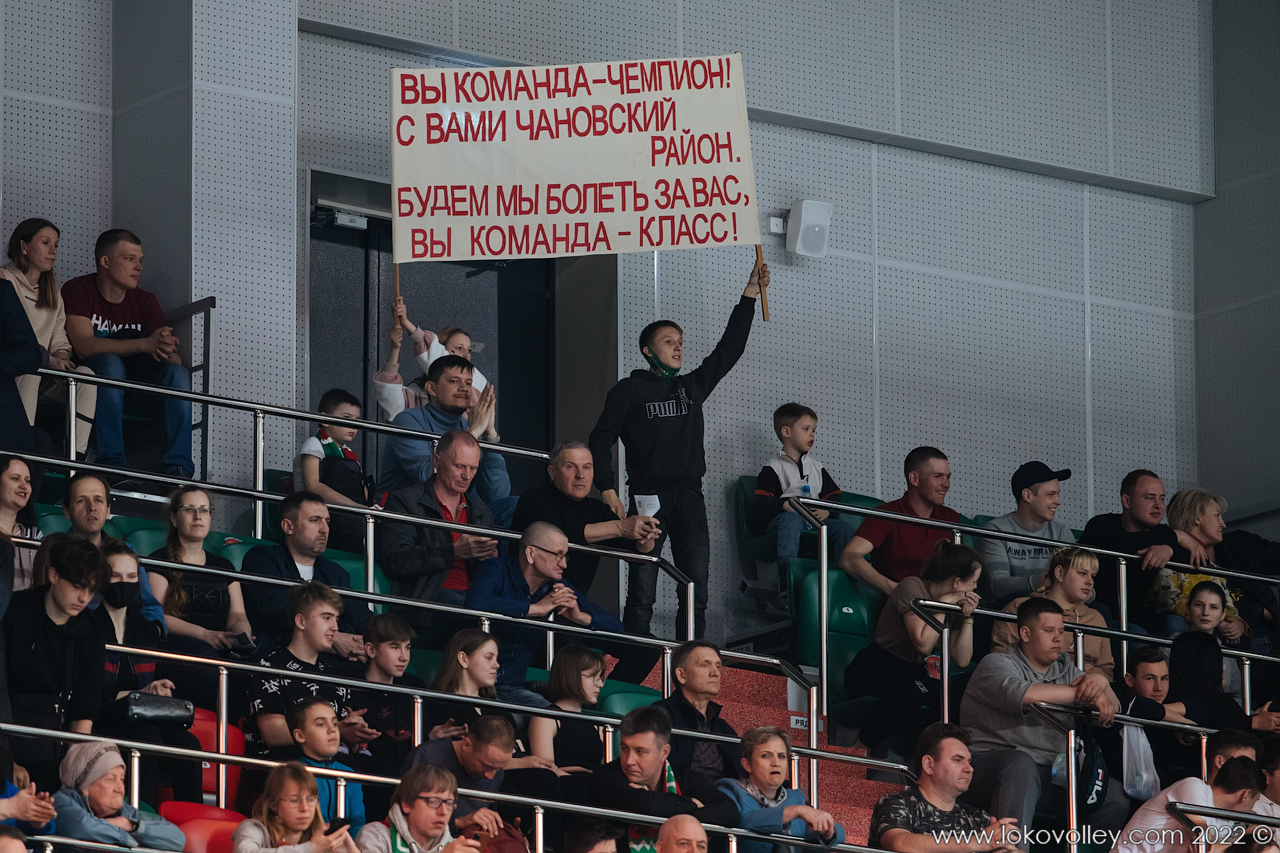 ВЫ КОМАНДА-ЧЕМПИОН!
С ВАМИ ЧАНОВСКИЙ
РАЙОН.
БУДЕМ МЫ БОЛЕТЬ ЗА ВАС,
ВЫ КОМАНДА - КЛАСС!
PUMA
FILA
www.lokovolley.com 2022 ©